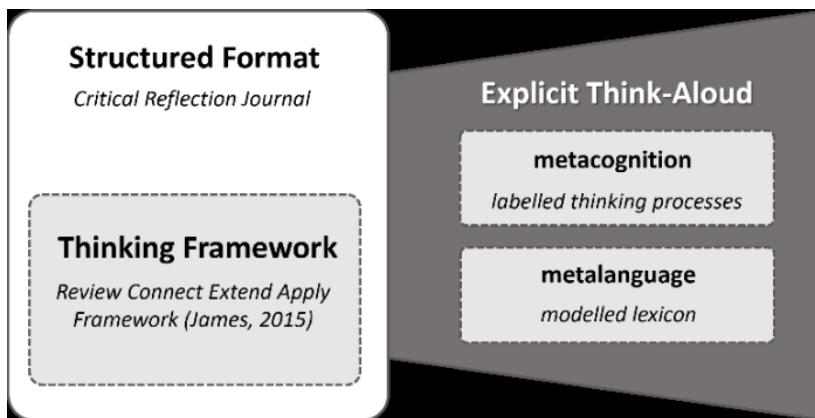 Structured Format
Critical Reflection Journal
Thinking Framework
Review Connect Extend Apply
Framework (James, 2015)
Explicit Think-Aloud
metacognition
labelled thinking processes
metalanguage
modelled lexicon